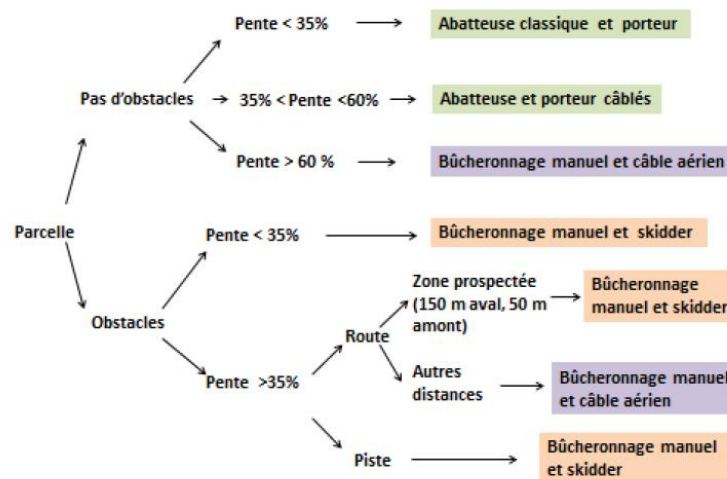 Pente < 35%
Abatteuse classique et porteur
Pas d'obstacles
35% < Pente <60%
Abatteuse et porteur câblés
Pente > 60 %
Bûcheronnage manuel et câble aérien
Parcelle
Pente < 35%
Bûcheronnage manuel et skidder
Obstacles
Zone prospectée
(150 m aval, 50 m
amont)
Bûcheronnage
manuel et skidder
Route
Pente >35%
Autres
distances
Bûcheronnage manuel
et câble aérien
Piste
Bûcheronnage manuel
et skidder